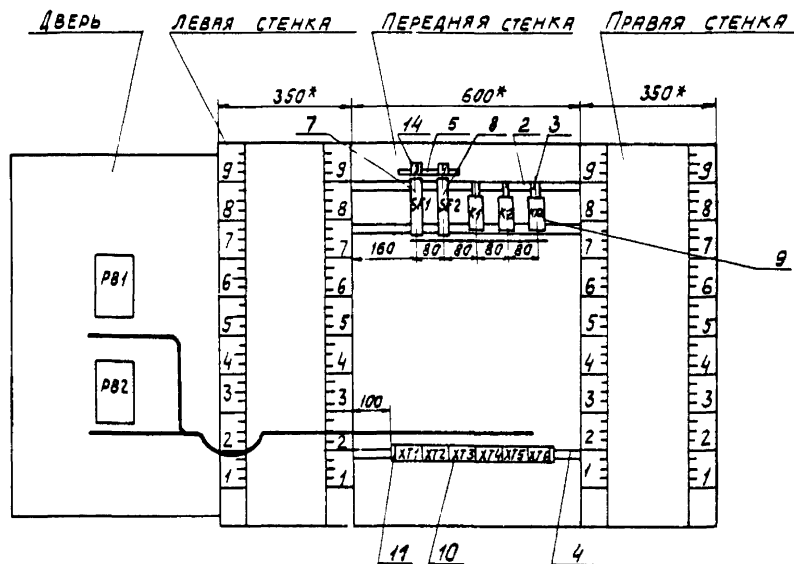 ДВЕРЬ
ЛЕВАЯ СТЕНКА
ПЕРЕДНЯЯ СТЕНКА
ПРАВАЯ СТЕНКА
350* 600* 350*
7 14 5 8 2 3
9 9 9 9
SF1 SF2 K1 K2
8 8 8 8
7 7 7 7
160 80 80 80 80
9
6 6 6 6
PB1
5 5 5 5
4 4 4 4
PB2
3 3 3 3
100
2 2 2 2
XT1 XT2 XT3 XT4 XT5 XT6
1 1 1 1
11 10 4